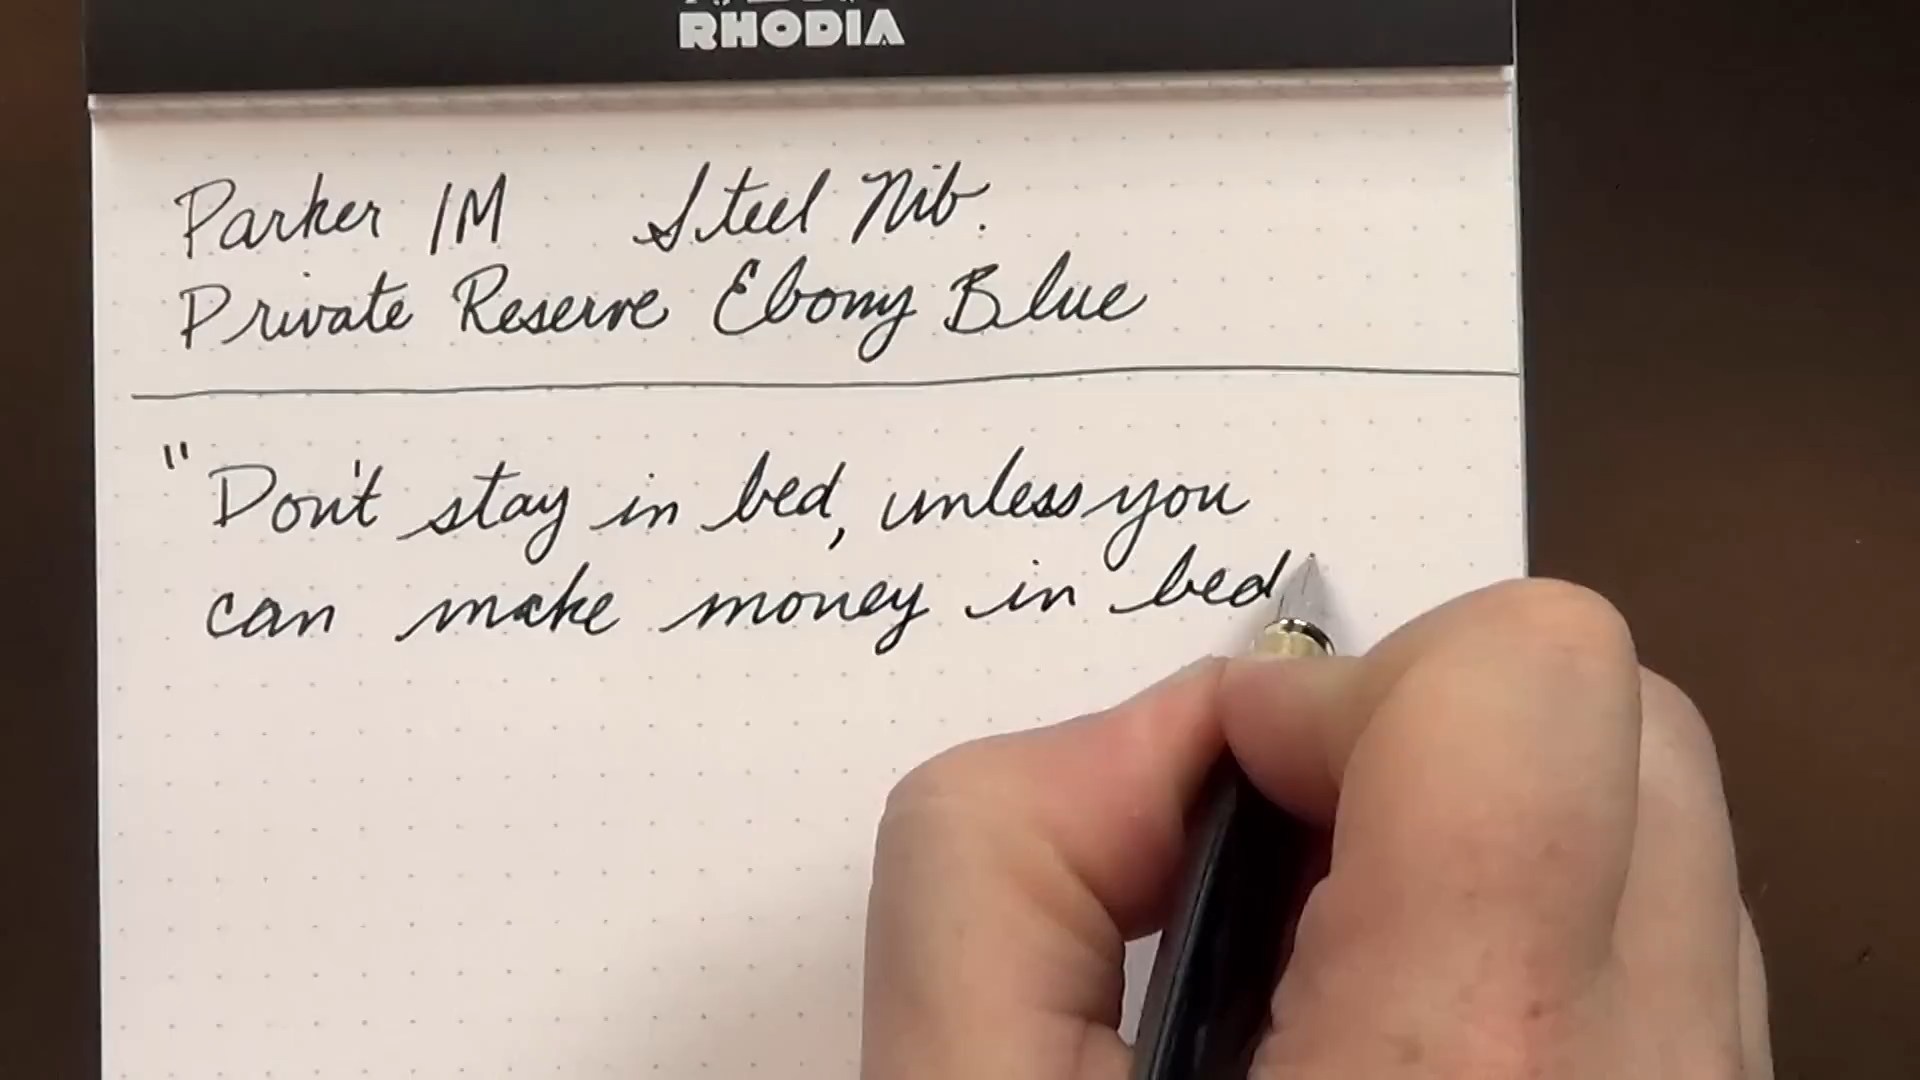 RHODIA
Parker IM Steel Nib.
Private Reserve Ebony Blue
"Don't stay in bed, unless you
can make money in bed